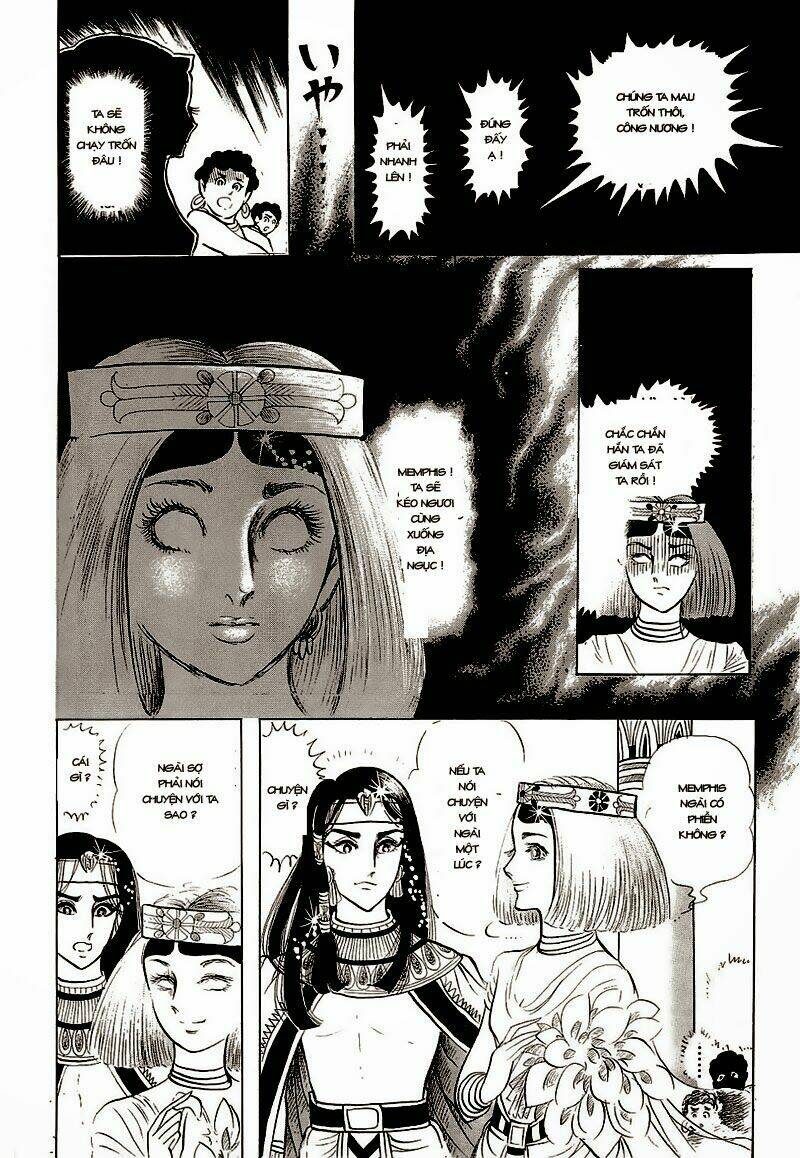 CHÚNG TA MAU
TRỐN THÔI,
CÔNG NƯƠNG !
ĐÚNG
ĐẤY
Ạ !
PHẢI
NHANH
LÊN !
いや‥‥
TA SẼ
KHÔNG
CHẠY TRỐN
ĐÂU !
CHẮC CHẮN
HẮN TA ĐÃ
GIÁM SÁT
TA RỒI !
MEMPHIS !
TA SẼ
KÉO NGƯƠI
CÙNG
XUỐNG
ĐỊA
NGỤC !
MEMPHIS
NGÀI CÓ
PHIỀN
KHÔNG ?
NẾU TA
NÓI
CHUYỆN
VỚI
NGÀI
MỘT
LÚC ?
CHUYỆN
GÌ ?
NGÀI SỢ
PHẢI NÓI
CHUYỆN VỚI TA
SAO ?
CÁI
GÌ ?